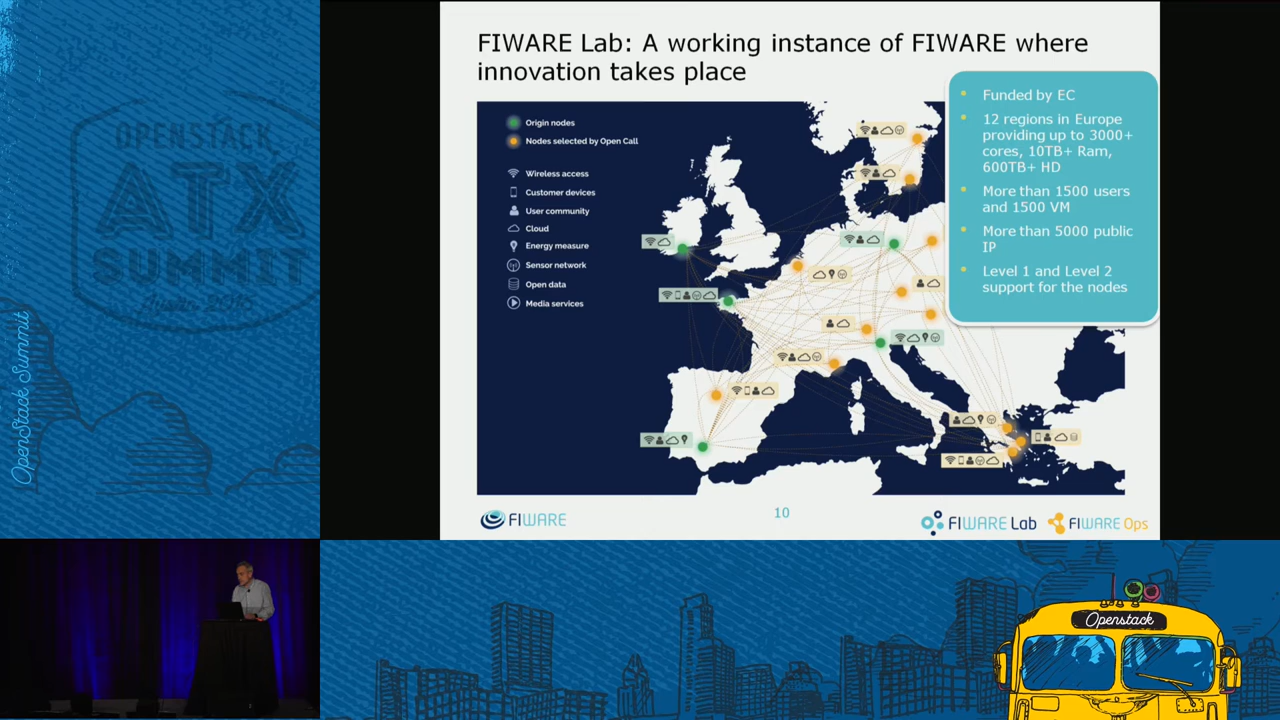 FIWARE Lab: A working instance of FIWARE where
innovation takes place
Origin nodes
Nodes selected by Open Call
Wireless access
Customer devices
User community
Cloud
Energy measure
Sensor network
Open data
Media services
Funded by EC
12 regions in Europe
providing up to 3000+
cores, 10TB+ Ram,
600TB+ HD
More than 1500 users
and 1500 VM
More than 5000 public
IP
Level 1 and Level 2
support for the nodes
FIWARE
10
FIWARE Lab
FIWARE Ops
OPENSTACK
ATX
SUMMIT
OpenStack Summit
Openstack